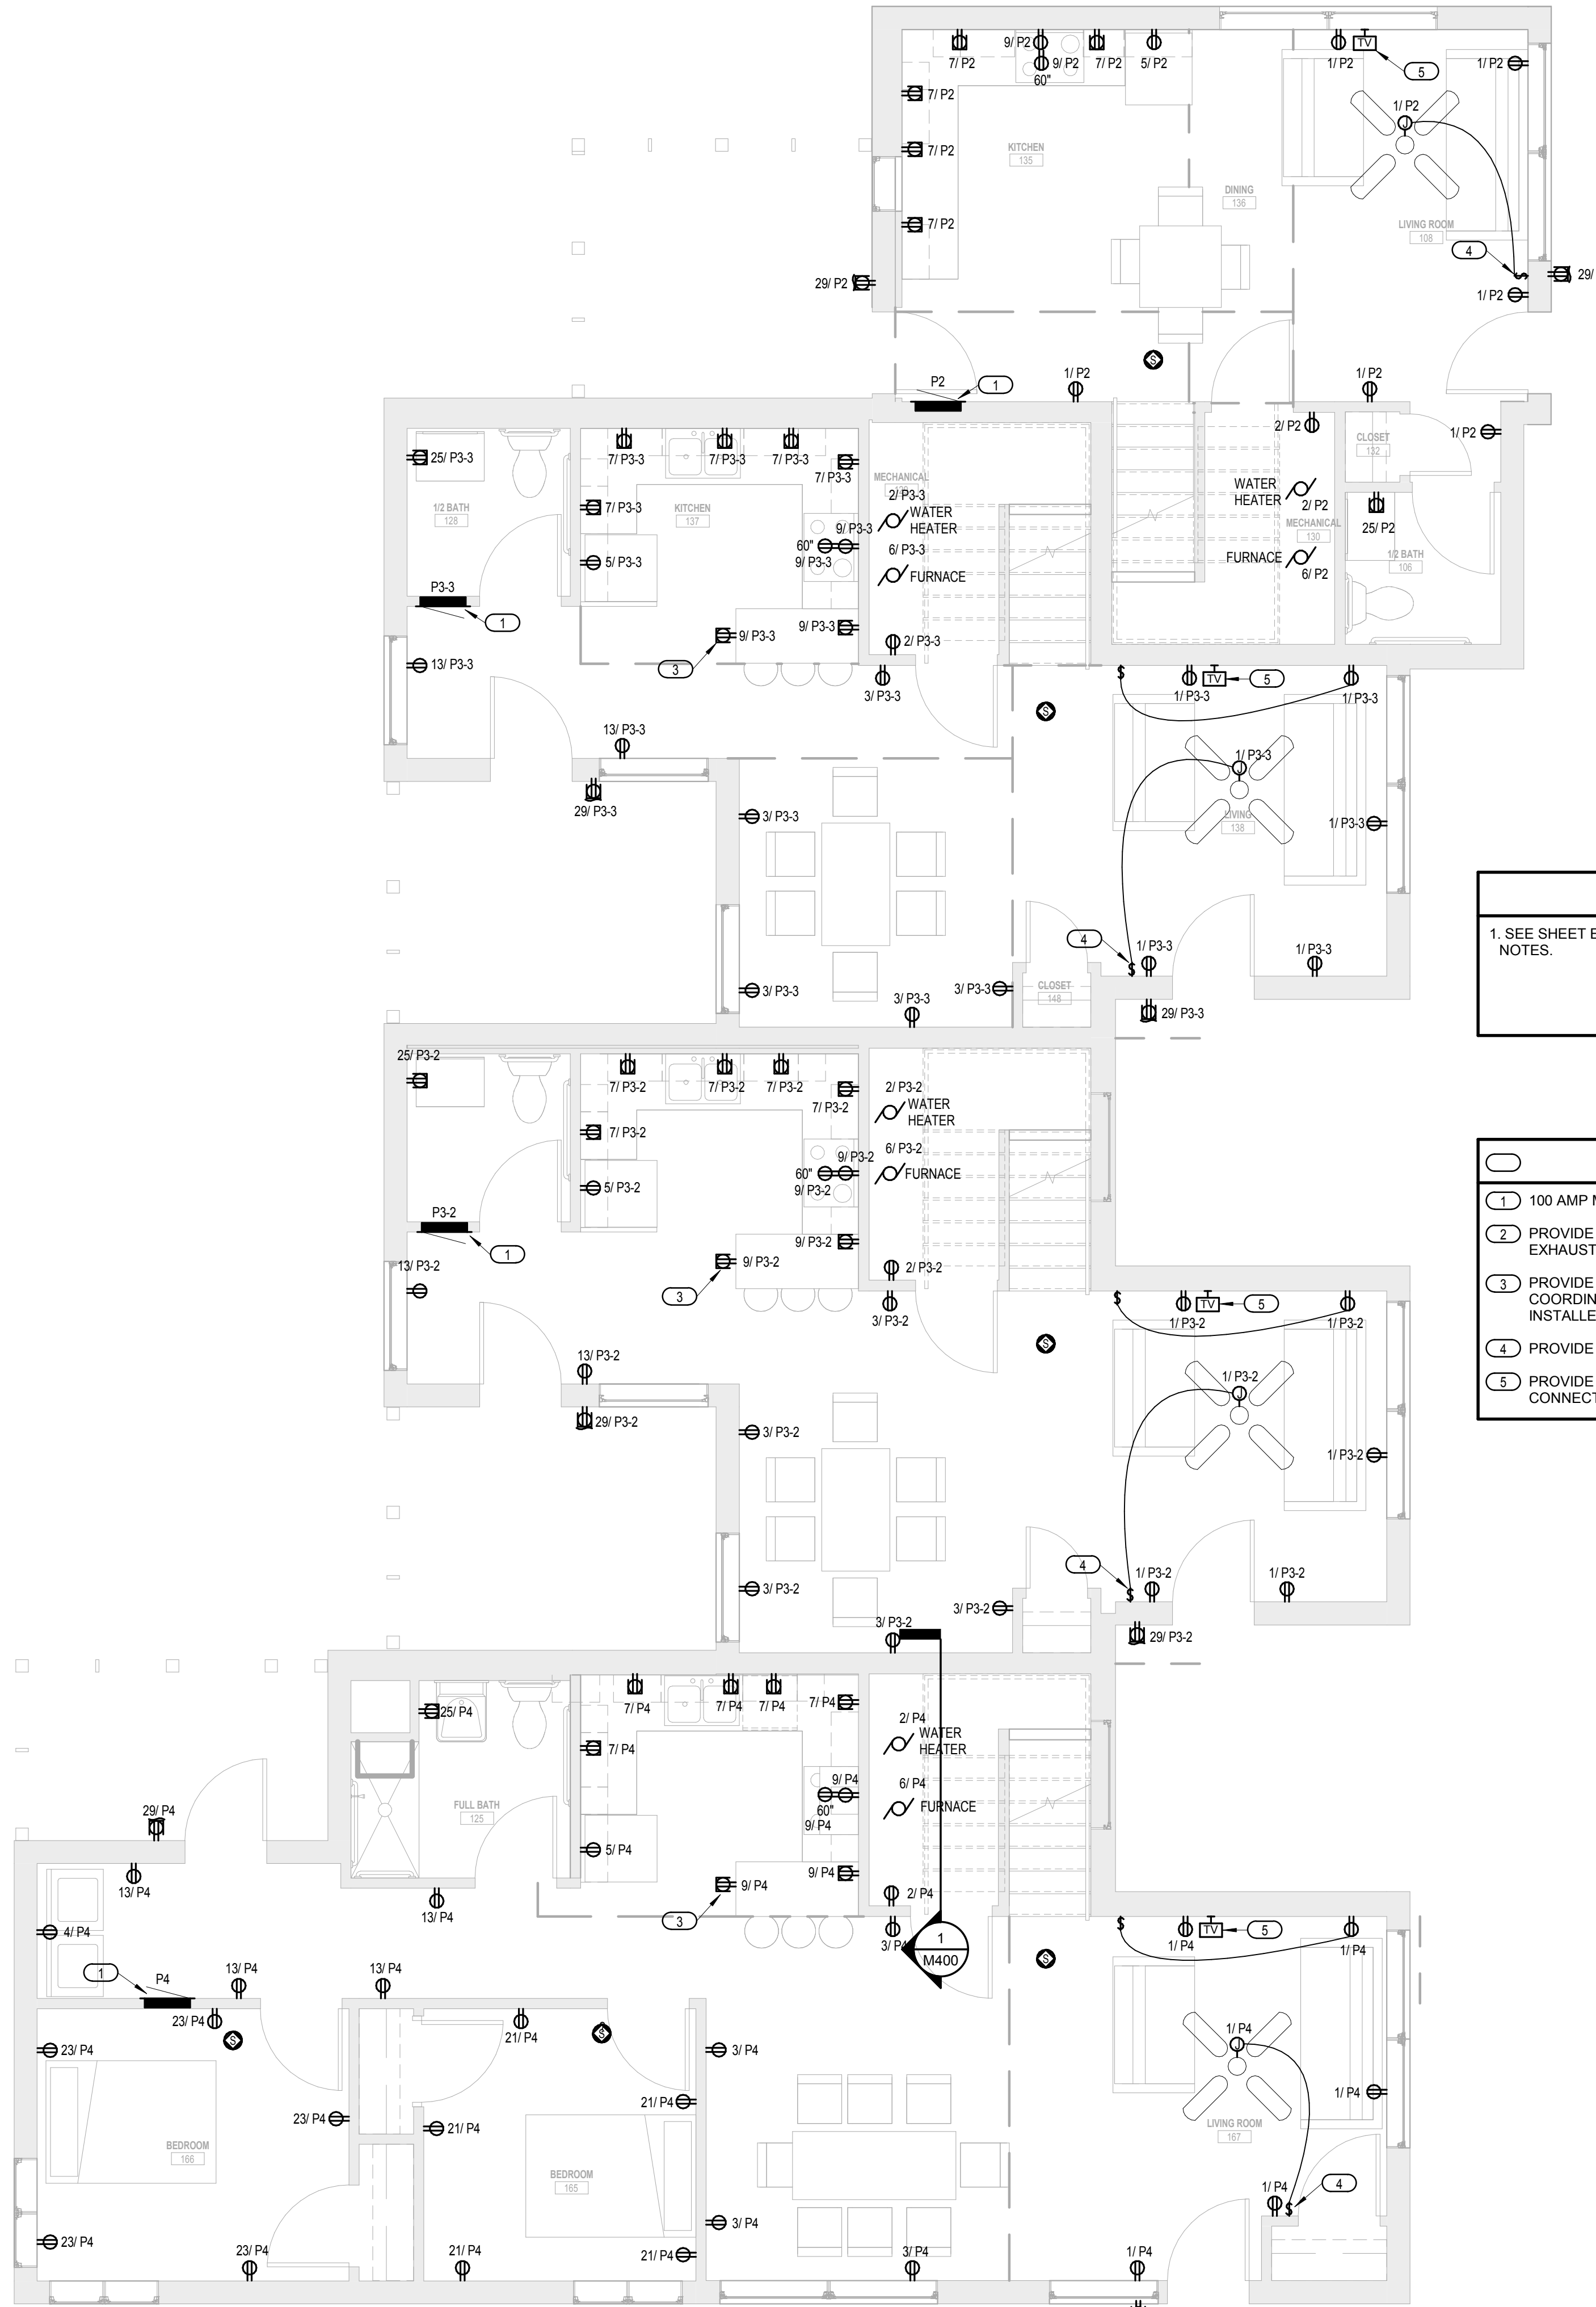 9/ P2
7/ P2
9/ P2
7/ P2
5/ P2
60"
1/ P2
TV
5
1/ P2
7/ P2
1/ P2
J
7/ P2
KITCHEN
135
DINING
136
7/ P2
LIVING ROOM
108
4
29/ P2
29/
1/ P2
S
P2
1
1/ P2
1/ P2
2/ P2
CLOSET
132
1/ P2
25/ P3-3
7/ P3-3
7/ P3-3
7/ P3-3
7/ P3-3
MECHANICAL
2/ P3-3
WATER
HEATER
WATER
HEATER
2/ P2
MECHANICAL
130
25/ P2
1/2 BATH
128
7/ P3-3
KITCHEN
137
9/ P3-3
60"
9/ P3-3
6/ P3-3
FURNACE
FURNACE
6/ P2
1/2 BATH
106
5/ P3-3
P3-3
1
9/ P3-3
9/ P3-3
3
2/ P3-3
13/ P3-3
3/ P3-3
1/ P3-3
TV
5
1/ P3-3
S
13/ P3-3
1/ P3-3
J
29/ P3-3
3/ P3-3
LIVING
138
1/ P3-3
4
1/ P3-3
1/ P3-3
3/ P3-3
3/ P3-3
3/ P3-3
CLOSET
148
29/ P3-3
1. SEE SHEET E
NOTES.
25/ P3-2
7/ P3-2
7/ P3-2
7/ P3-2
7/ P3-2
2/ P3-2
WATER
HEATER
7/ P3-2
9/ P3-2
60"
9/ P3-2
6/ P3-2
FURNACE
5/ P3-2
P3-2
1
9/ P3-2
9/ P3-2
3
2/ P3-2
13/ P3-2
3/ P3-2
1/ P3-2
TV
5
1/ P3-2
S
1 100 AMP M
2 PROVIDE
EXHAUST
3 PROVIDE
COORDIN
INSTALLE
4 PROVIDE
5 PROVIDE
CONNECT
13/ P3-2
29/ P3-2
1/ P3-2
J
3/ P3-2
1/ P3-2
4
1/ P3-2
1/ P3-2
3/ P3-2
3/ P3-2
3/ P3-2
29/ P3-2
25/ P4
7/ P4
7/ P4
7/ P4
7/ P4
2/ P4
WATER
HEATER
7/ P4
9/ P4
60"
9/ P4
6/ P4
FURNACE
FULL BATH
125
29/ P4
5/ P4
13/ P4
13/ P4
9/ P4
9/ P4
3
2/ P4
4/ P4
3/ P4
1
M400
1/ P4
TV
5
1/ P4
S
1
P4
13/ P4
13/ P4
23/ P4
S
21/ P4
S
23/ P4
3/ P4
1/ P4
J
1/ P4
23/ P4
21/ P4
21/ P4
LIVING ROOM
167
BEDROOM
166
BEDROOM
165
1/ P4
4
23/ P4
23/ P4
21/ P4
21/ P4
3/ P4
3/ P4
1/ P4